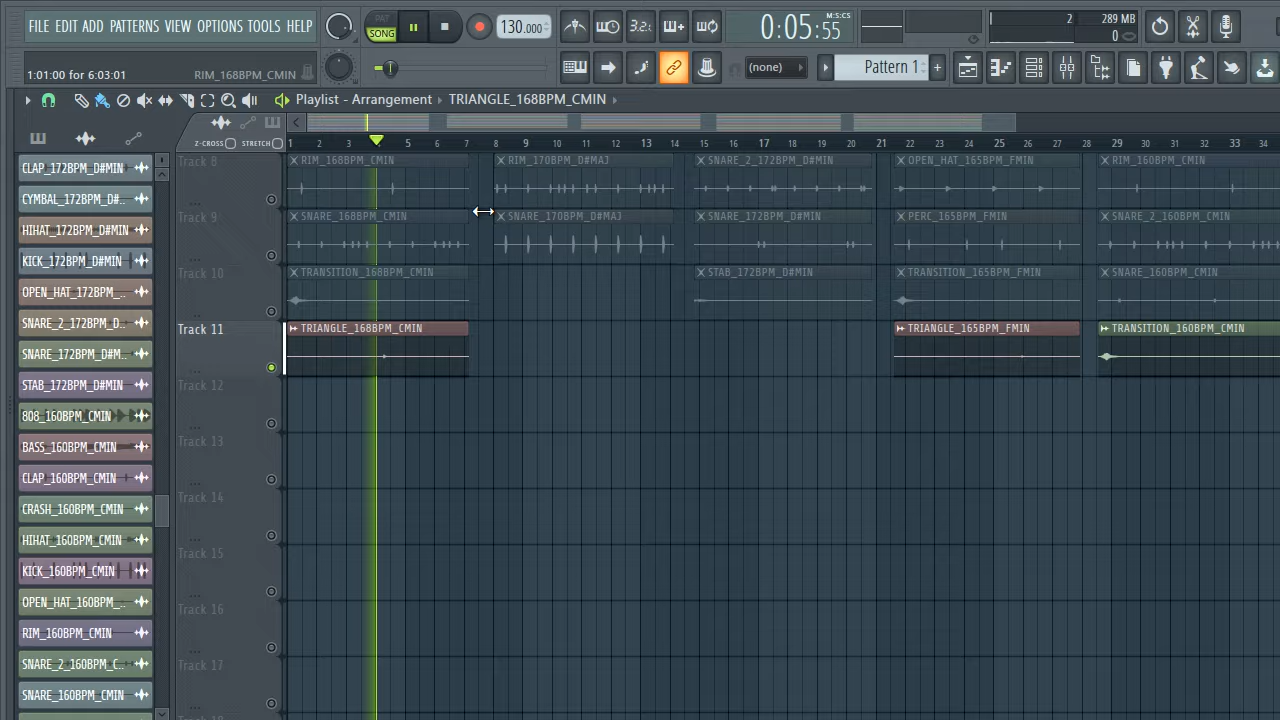 FILE EDIT ADD PATTERNS VIEW OPTIONS TOOLS HELP
PAT
SONG
130.000
3.2.:
0:05:55
M:S:CS
2
289 MB
0
1:01:00 for 6:03:01
RIM_168BPM_CMIN
(none)
Pattern 1
+
Playlist - Arrangement › TRIANGLE_168BPM_CMIN ›
Z-CROSS
STRETCH
1 2 3 5 6 7 8 9 10 11 12 13 14 15 16 17 18 19 20 21 22 23 24 25 26 27 28 29 30 31 32 33 34
CLAP_172BPM_D#MIN
CYMBAL_172BPM_D#..
HIHAT_172BPM_D#MIN
KICK_172BPM_D#MIN
OPEN_HAT_172BPM_..
SNARE_2_172BPM_D..
SNARE_172BPM_D#M..
STAB_172BPM_D#MIN
808_160BPM_CMIN
BASS_160BPM_CMIN
CLAP_160BPM_CMIN
CRASH_160BPM_CMIN
HIHAT_160BPM_CMIN
KICK_160BPM_CMIN
OPEN_HAT_160BPM_..
RIM_160BPM_CMIN
SNARE_2_160BPM_C..
SNARE_160BPM_CMIN
Track 8
RIM_168BPM_CMIN
RIM_170BPM_D#MAJ
SNARE_2_172BPM_D#MIN
OPEN_HAT_165BPM_FMIN
RIM_160BPM_CMIN
Track 9
SNARE_168BPM_CMIN
SNARE_170BPM_D#MAJ
SNARE_172BPM_D#MIN
PERC_165BPM_FMIN
SNARE_2_160BPM_CMIN
Track 10
TRANSITION_168BPM_CMIN
STAB_172BPM_D#MIN
TRANSITION_165BPM_FMIN
SNARE_160BPM_CMIN
Track 11
TRIANGLE_168BPM_CMIN
TRIANGLE_165BPM_FMIN
TRANSITION_160BPM_CMIN
Track 12
Track 13
Track 14
Track 15
Track 16
Track 17